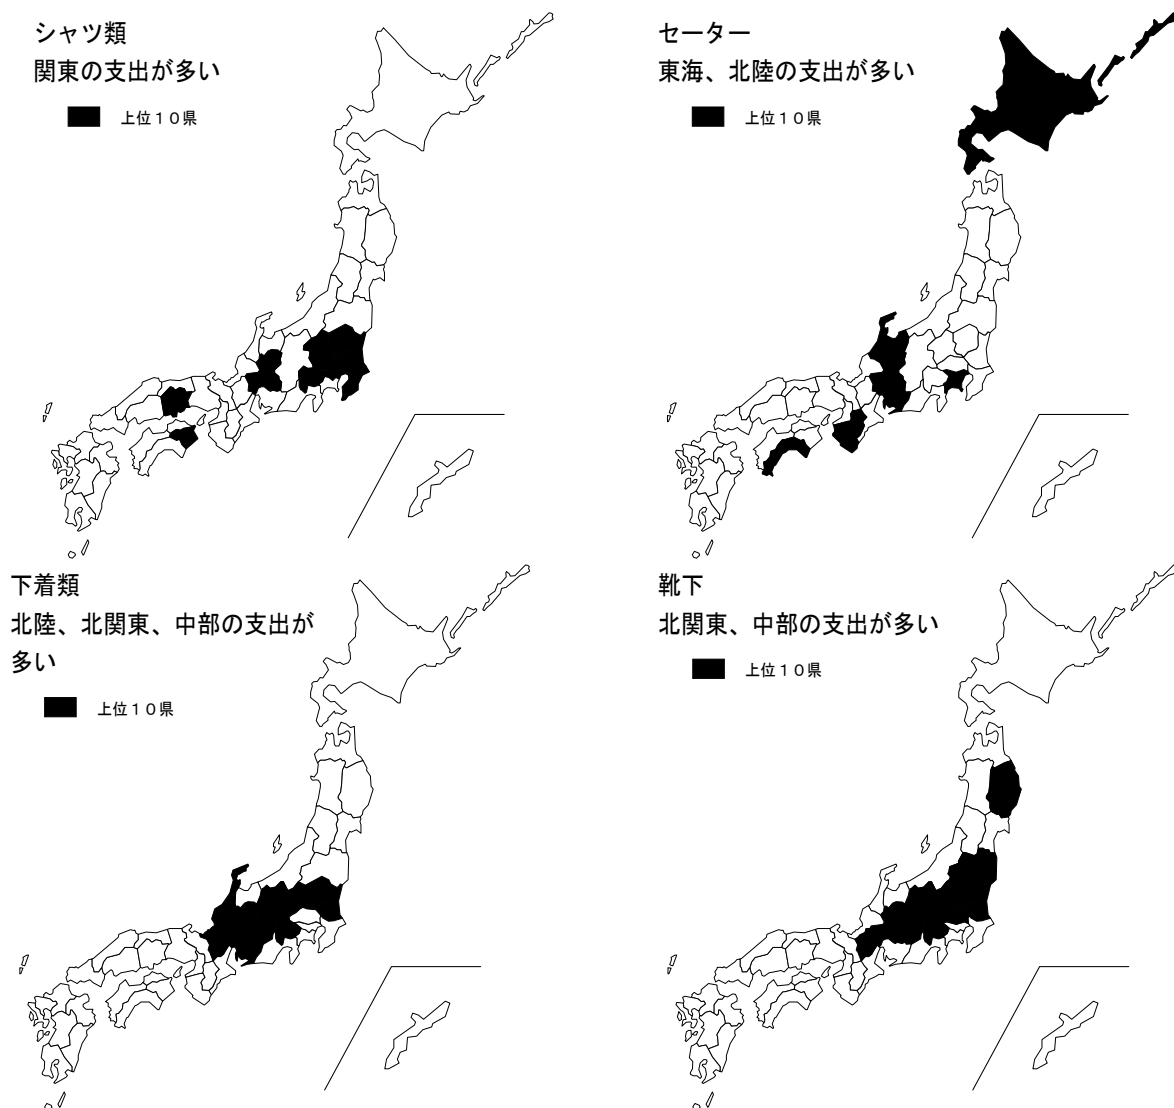 シャツ類
関東の支出が多い
上位１０県
セーター
東海、北陸の支出が多い
上位１０県
下着類
北陸、北関東、中部の支出が
多い
上位１０県
靴下
北関東、中部の支出が多い
上位１０県